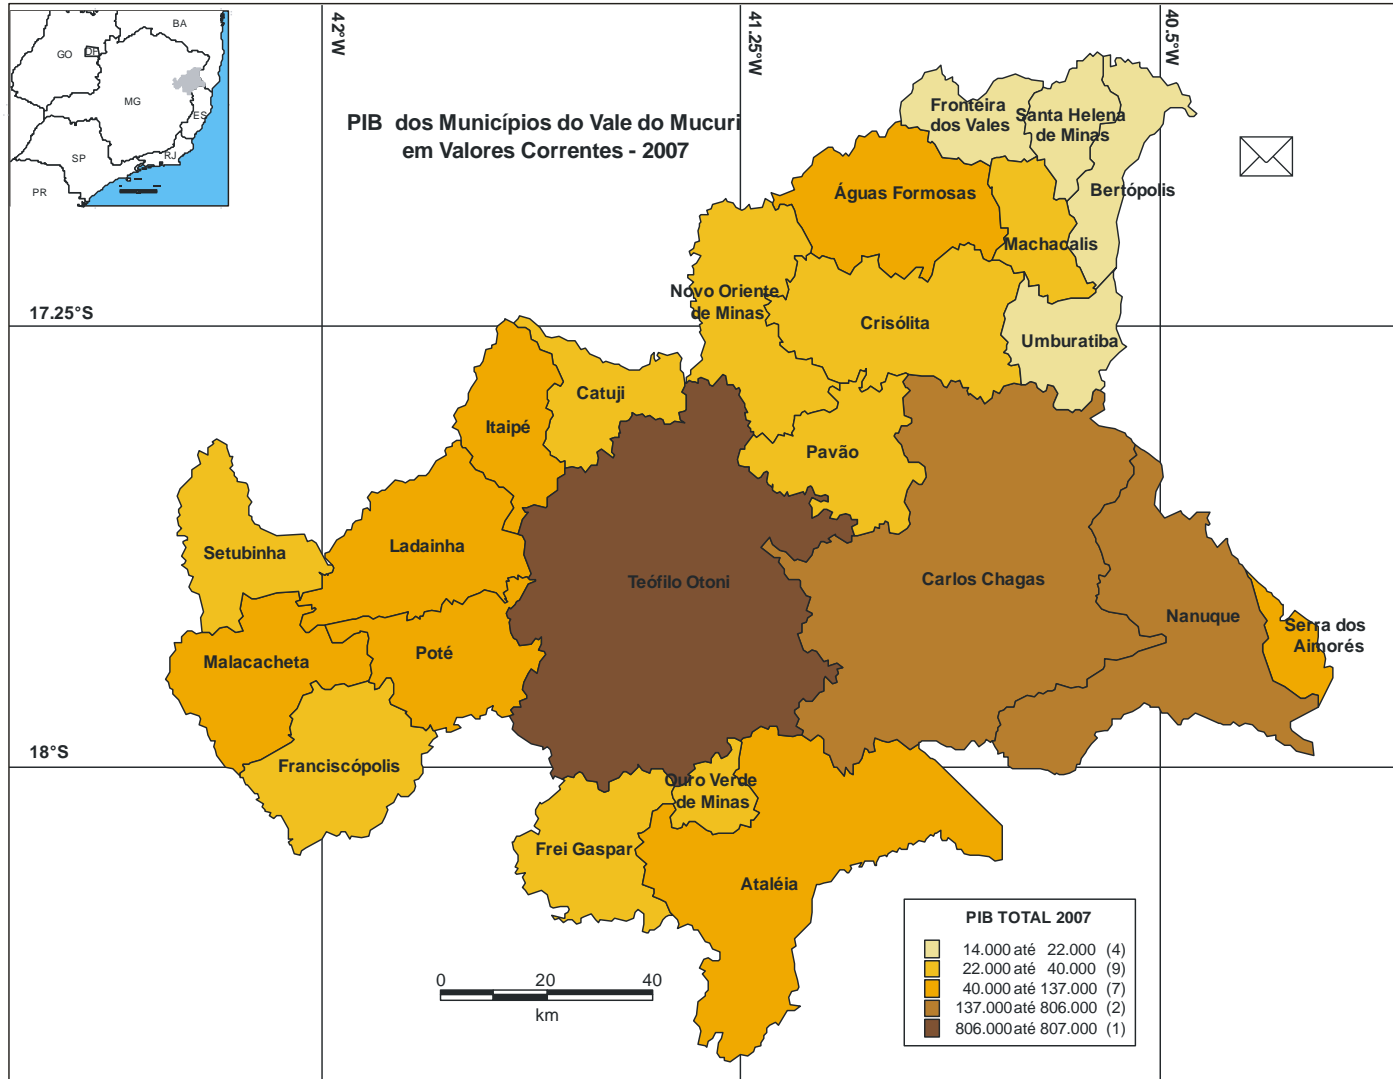 BA
GO
DF
MG
ES
SP
RJ
PR
42°W
41.25°W
40.5°W
PIB dos Municípios do Vale do Mucuri
em Valores Correntes - 2007
Fronteira
dos Vales
Santa Helena
de Minas
Águas Formosas
Bertópolis
Machacalis
Novo Oriente
de Minas
17.25°S
Crisólita
Umburatiba
Catuji
Itaipé
Pavão
Setubinha
Ladainha
Teófilo Otoni
Carlos Chagas
Nanuque
Serra dos
Aimorés
Malacacheta
Poté
18°S
Franciscópolis
Ouro Verde
de Minas
Frei Gaspar
Ataléia
PIB TOTAL 2007
14.000 até 22.000 (4)
22.000 até 40.000 (9)
40.000 até 137.000 (7)
137.000 até 806.000 (2)
806.000 até 807.000 (1)
0 20 40
km